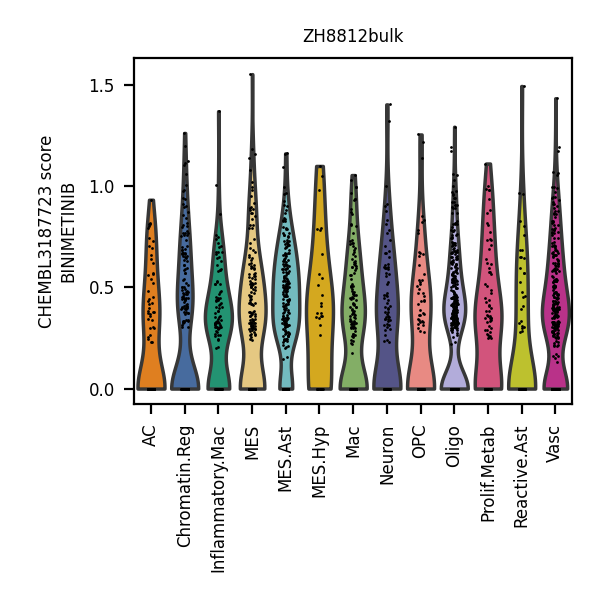 ZH8812bulk
CHEMBL3187723 score
BINIMETINIB
1.5
1.0
0.5
0.0
AC
Chromatin.Reg
Inflammatory.Mac
MES
MES.Ast
MES.Hyp
Mac
Neuron
OPC
Oligo
Prolif.Metab
Reactive.Ast
Vasc